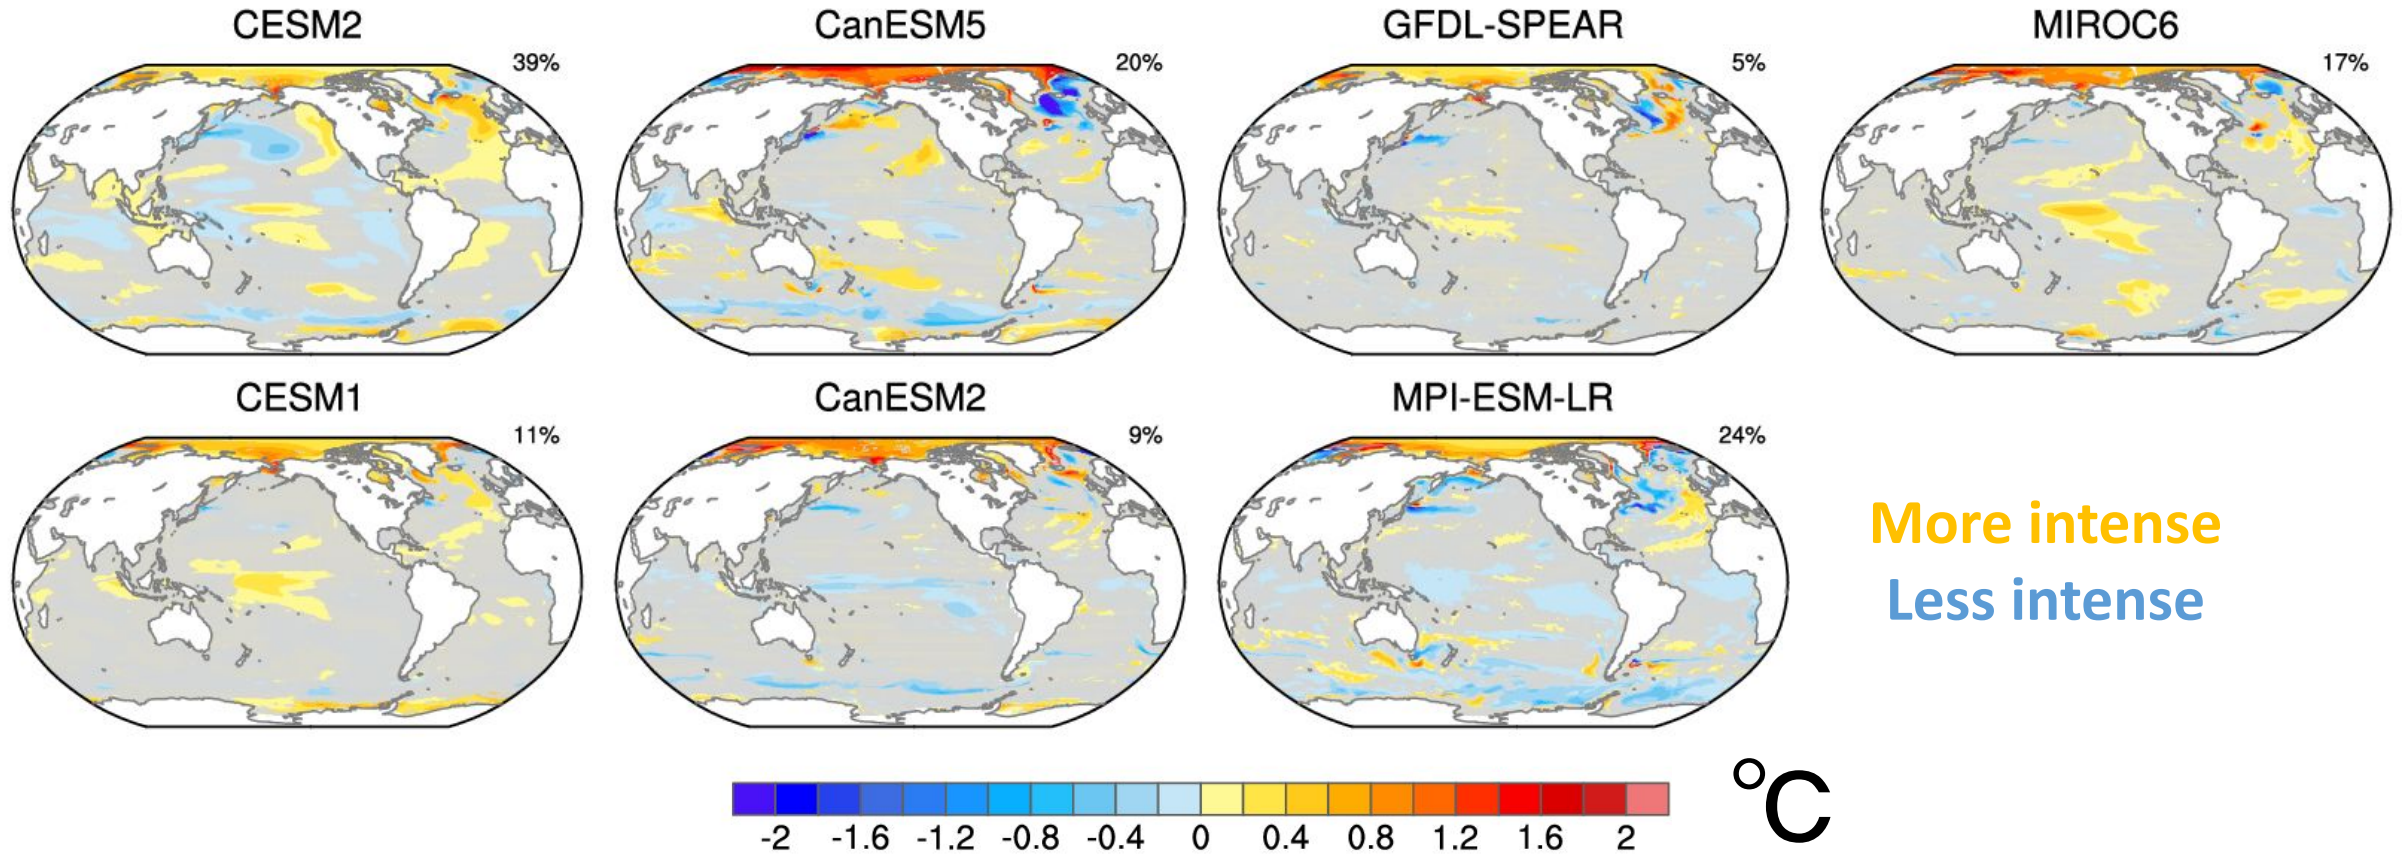 CESM2
39%
CanESM5
20%
GFDL-SPEAR
5%
MIROC6
17%
CESM1
11%
CanESM2
9%
MPI-ESM-LR
24%
More intense
Less intense
-2 -1.6 -1.2 -0.8 -0.4 0 0.4 0.8 1.2 1.6 2
°C